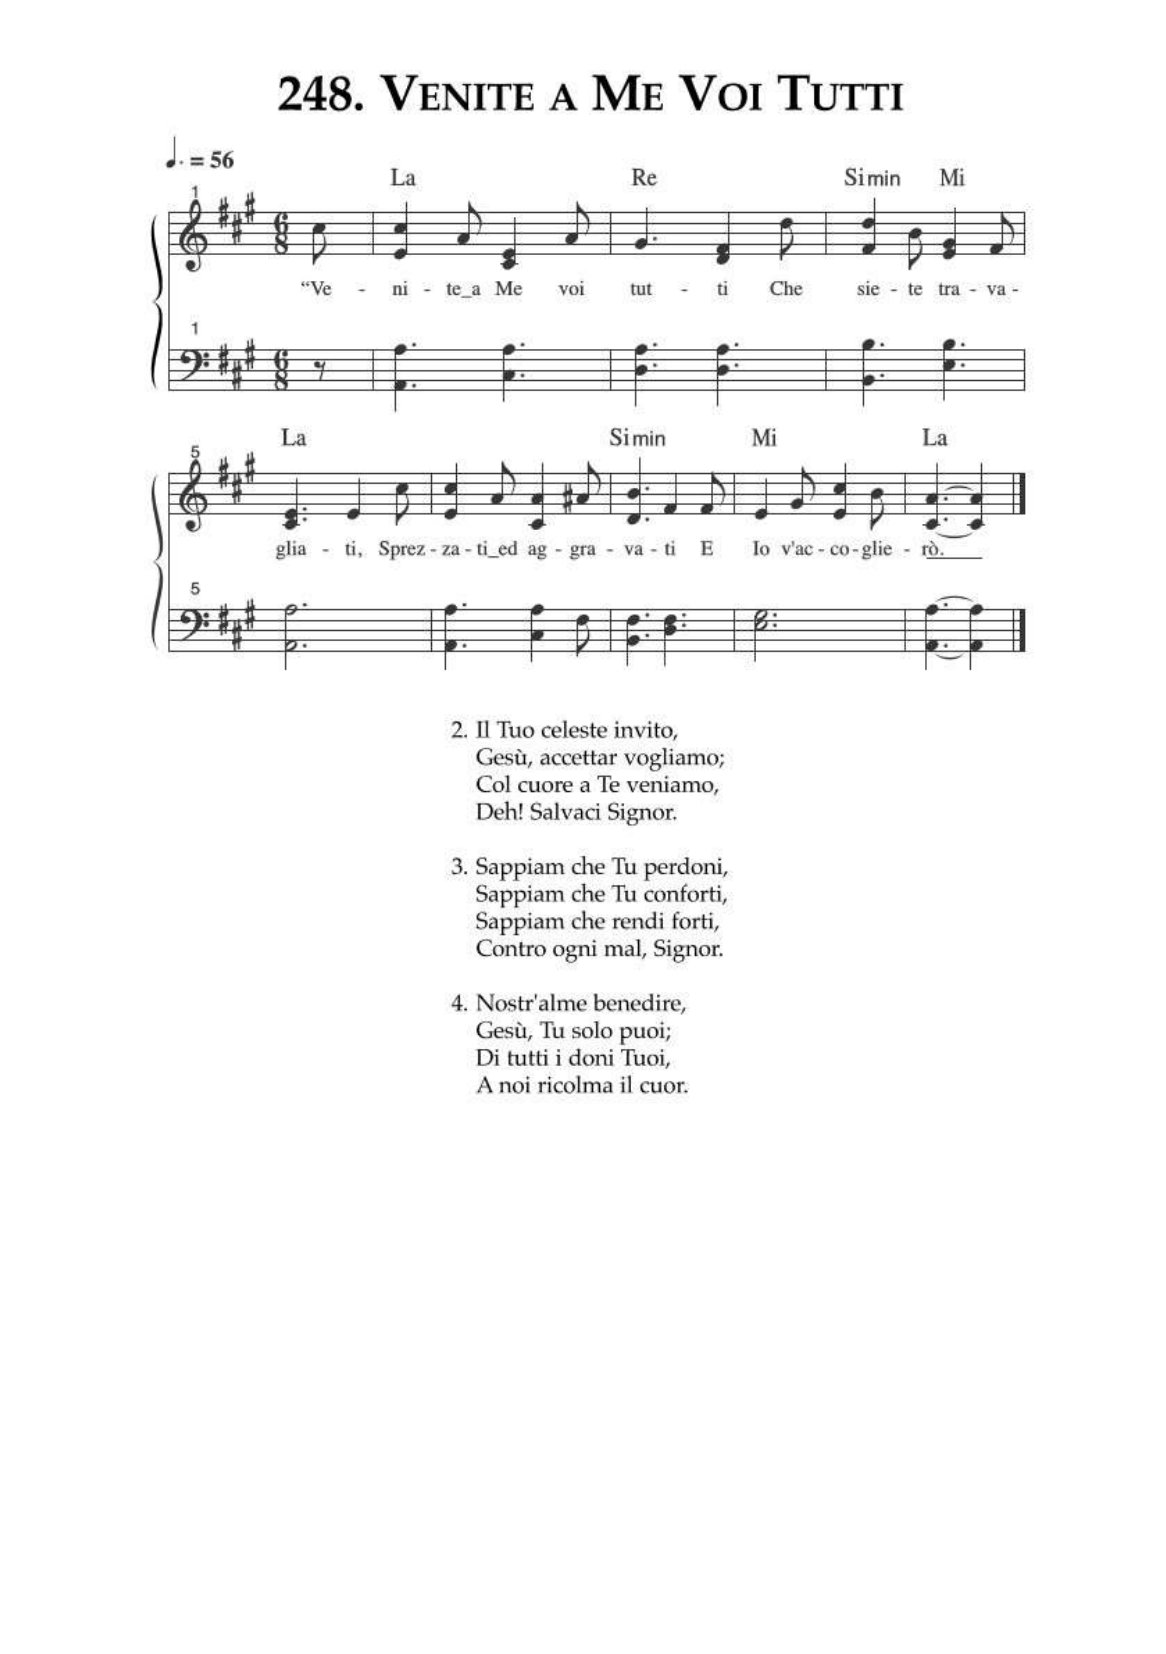 248. Venite a Me Voi Tutti
♩. = 56
La Re Simin Mi
1
6 8
“Ve - ni - te_a Me voi tut - ti Che sie - te tra - va -
1
6 8
La Simin Mi La
5
glia - ti, Sprez - za - ti_ed ag - gra - va - ti E Io v'ac - co - glie - rò.
5
2. Il Tuo celeste invito,
Gesù, accettar vogliamo;
Col cuore a Te veniamo,
Deh! Salvaci Signor.
3. Sappiam che Tu perdoni,
Sappiam che Tu conforti,
Sappiam che rendi forti,
Contro ogni mal, Signor.
4. Nostr'alme benedire,
Gesù, Tu solo puoi;
Di tutti i doni Tuoi,
A noi ricolma il cuor.